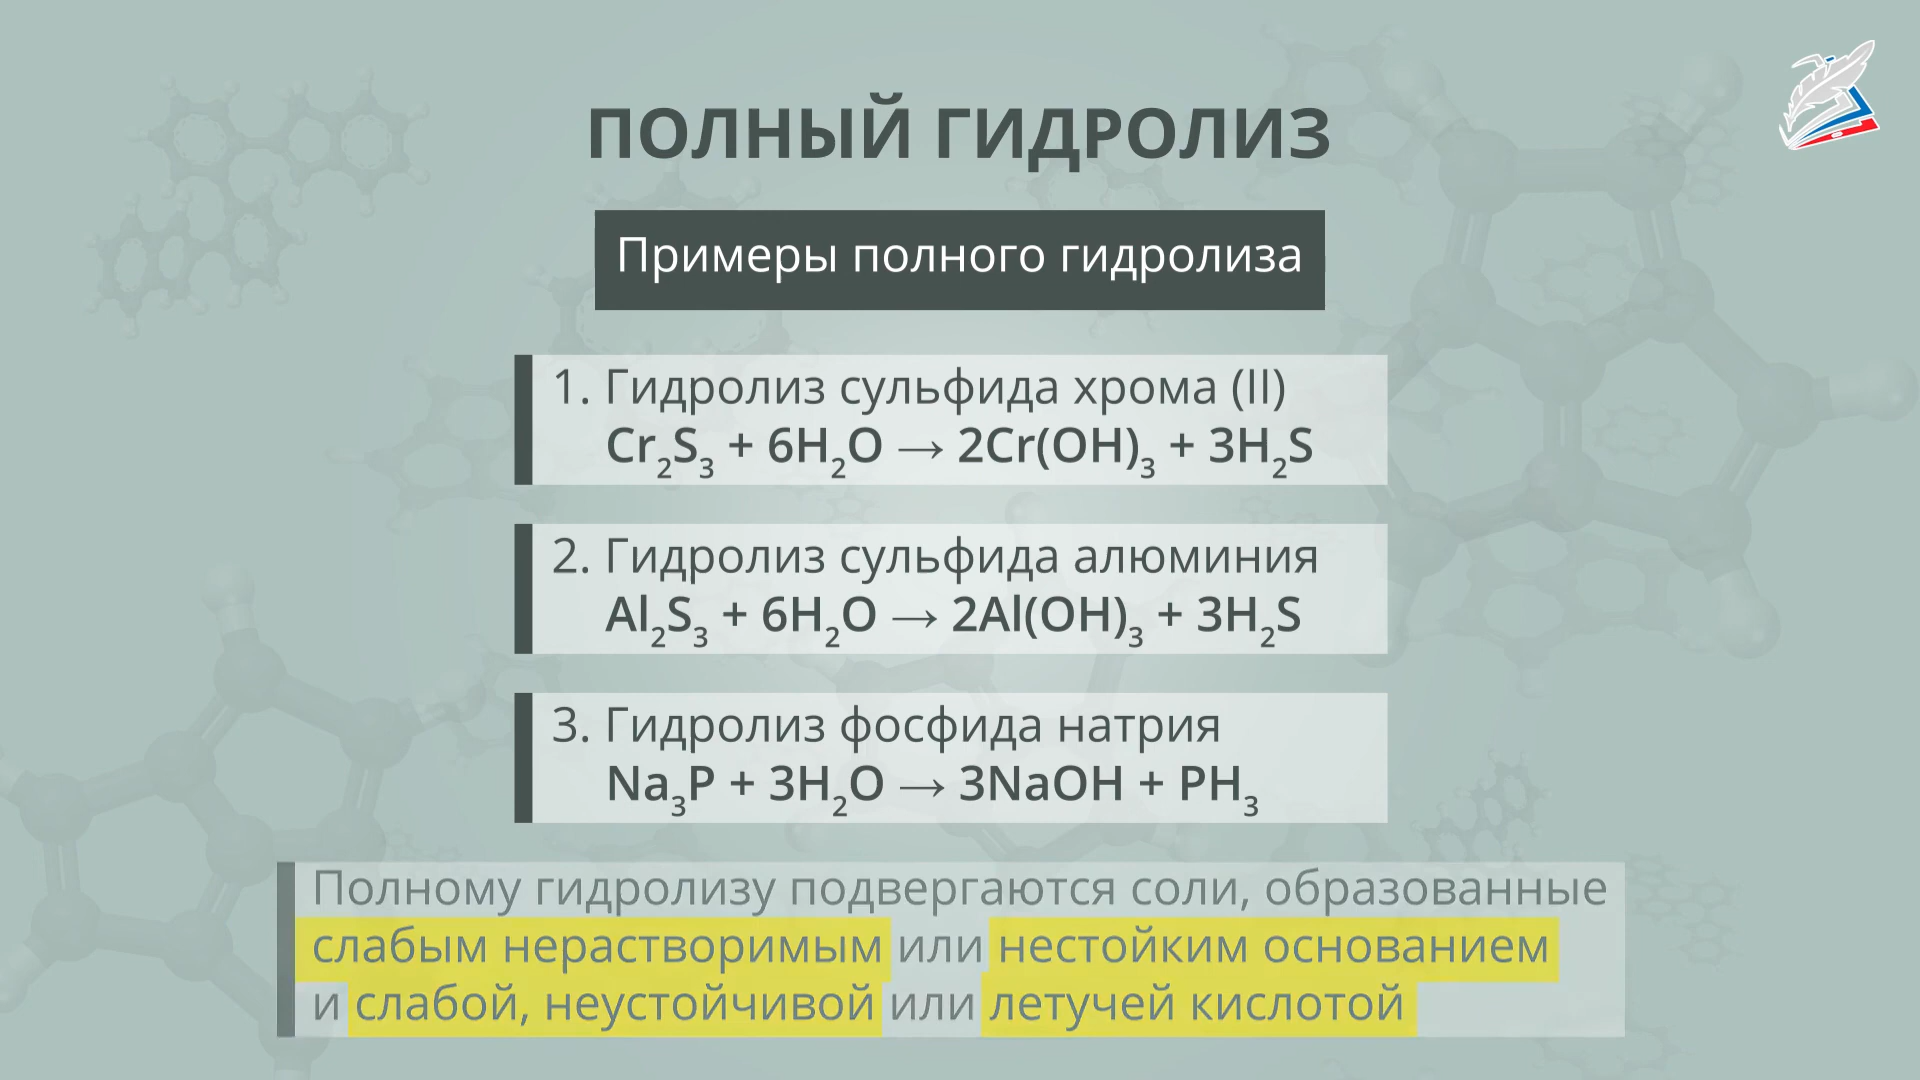 ПОЛНЫЙ ГИДРОЛИЗ
Примеры полного гидролиза
1. Гидролиз сульфида хрома (II)
Cr₂S₃ + 6H₂O → 2Cr(OH)₃ + 3H₂S
2. Гидролиз сульфида алюминия
Al₂S₃ + 6H₂O → 2Al(OH)₃ + 3H₂S
3. Гидролиз фосфида натрия
Na₃P + 3H₂O → 3NaOH + PH₃
Полному гидролизу подвергаются соли, образованные
слабым нерастворимым или нестойким основанием
и слабой, неустойчивой или летучей кислотой